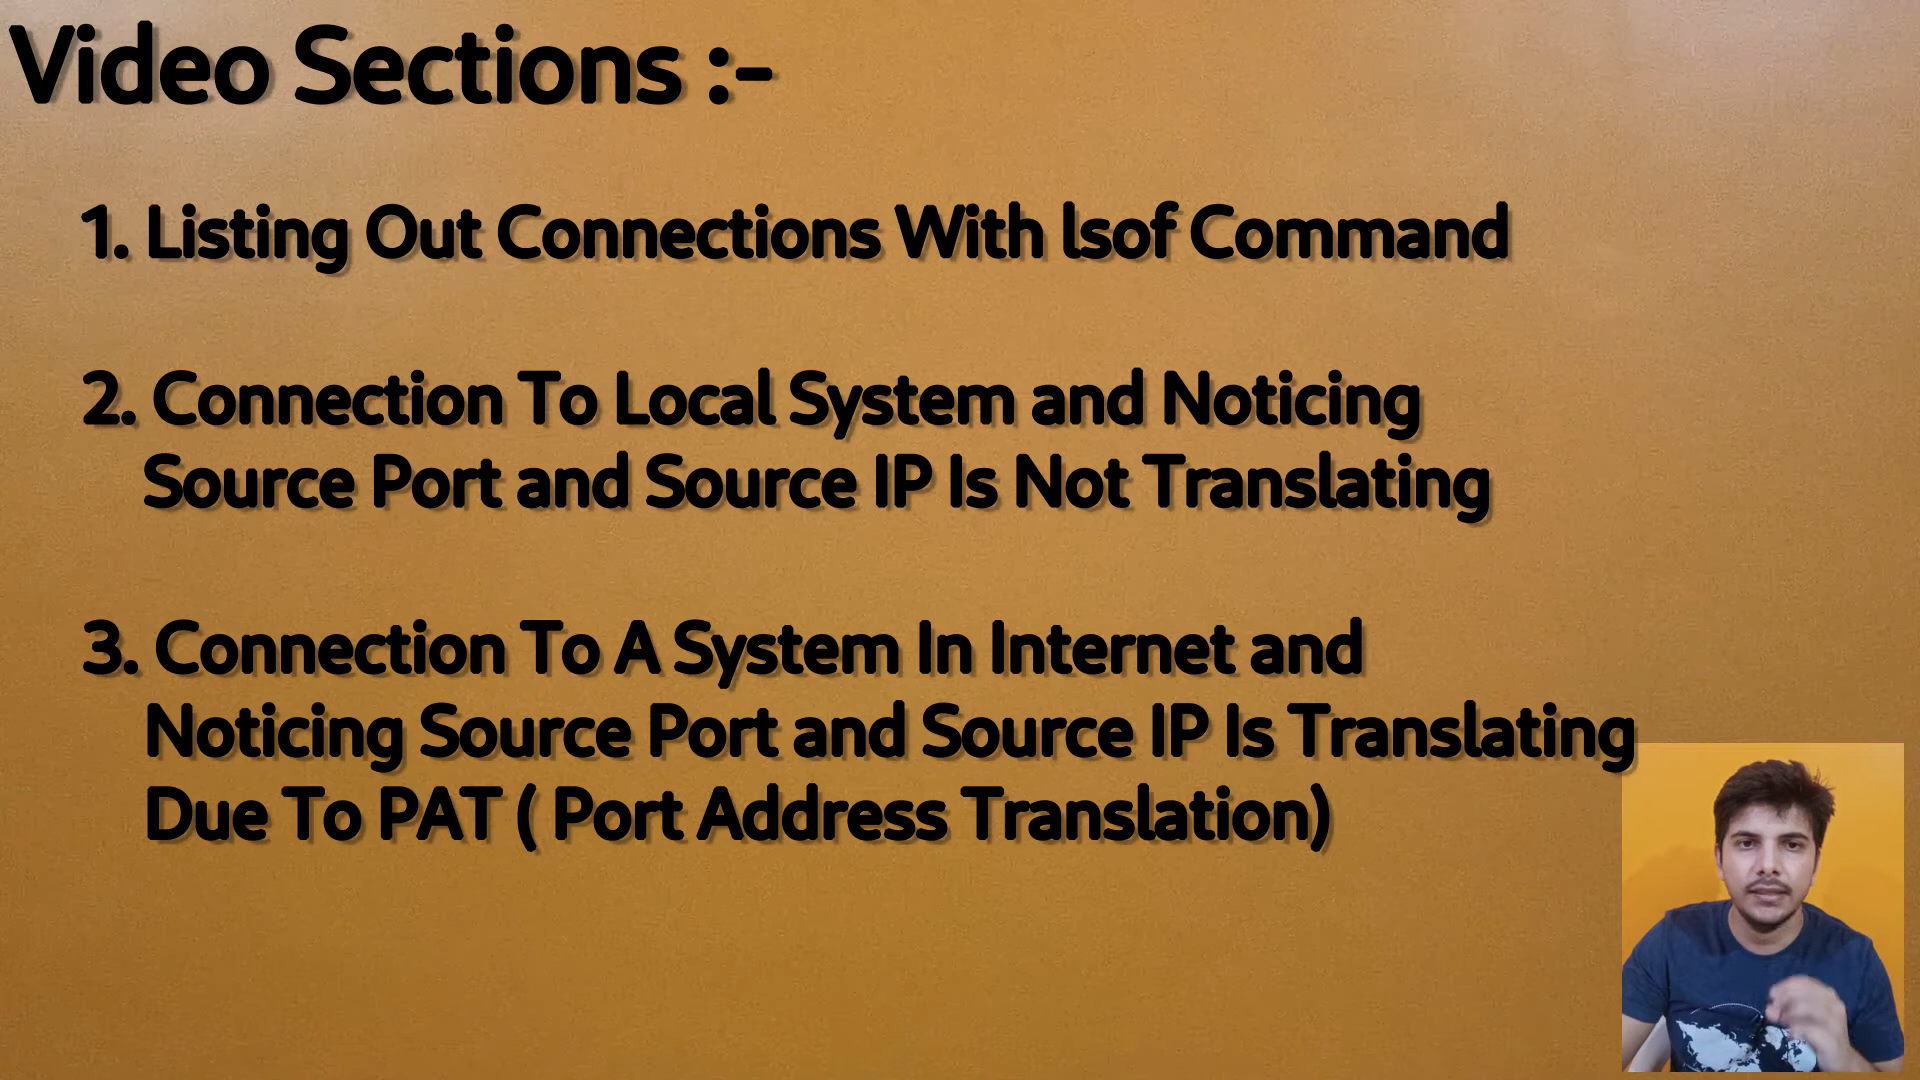 Video Sections :-
1. Listing Out Connections With lsof Command
2. Connection To Local System and Noticing
Source Port and Source IP Is Not Translating
3. Connection To A System In Internet and
Noticing Source Port and Source IP Is Translating
Due To PAT ( Port Address Translation)